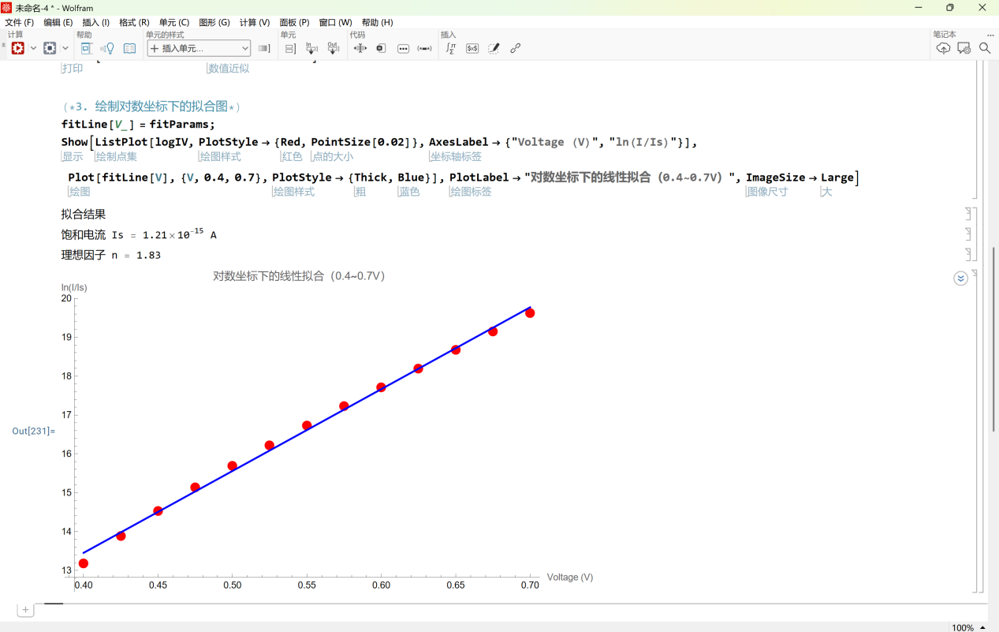 未命名-4 * - Wolfram
文件 (F) 编辑 (E) 插入 (I) 格式 (R) 单元 (C) 图形 (G) 计算 (V) 面板 (P) 窗口 (W) 帮助 (H)
计算 帮助 单元的样式 单元 代码 插入 笔记本
插入单元...
打印 数值近似
(*3. 绘制对数坐标下的拟合图*)
fitLine[V_] = fitParams;
Show[ListPlot[logIV, PlotStyle → {Red, PointSize[0.02]}, AxesLabel → {"Voltage (V)", "ln(I/Is)"}],
显示 绘制点集 绘图样式 红色 点的大小 坐标轴标签
Plot[fitLine[V], {V, 0.4, 0.7}, PlotStyle → {Thick, Blue}], PlotLabel → "对数坐标下的线性拟合（0.4~0.7V）", ImageSize → Large]
绘图 绘图样式 粗 蓝色 绘图标签 图像尺寸 大
拟合结果
饱和电流 Is = 1.21×10⁻¹⁵ A
理想因子 n = 1.83
对数坐标下的线性拟合（0.4~0.7V）
ln(I/Is)
20
19
18
17
Out[231]=
16
15
14
13
0.40 0.45 0.50 0.55 0.60 0.65 0.70
Voltage (V)
100%